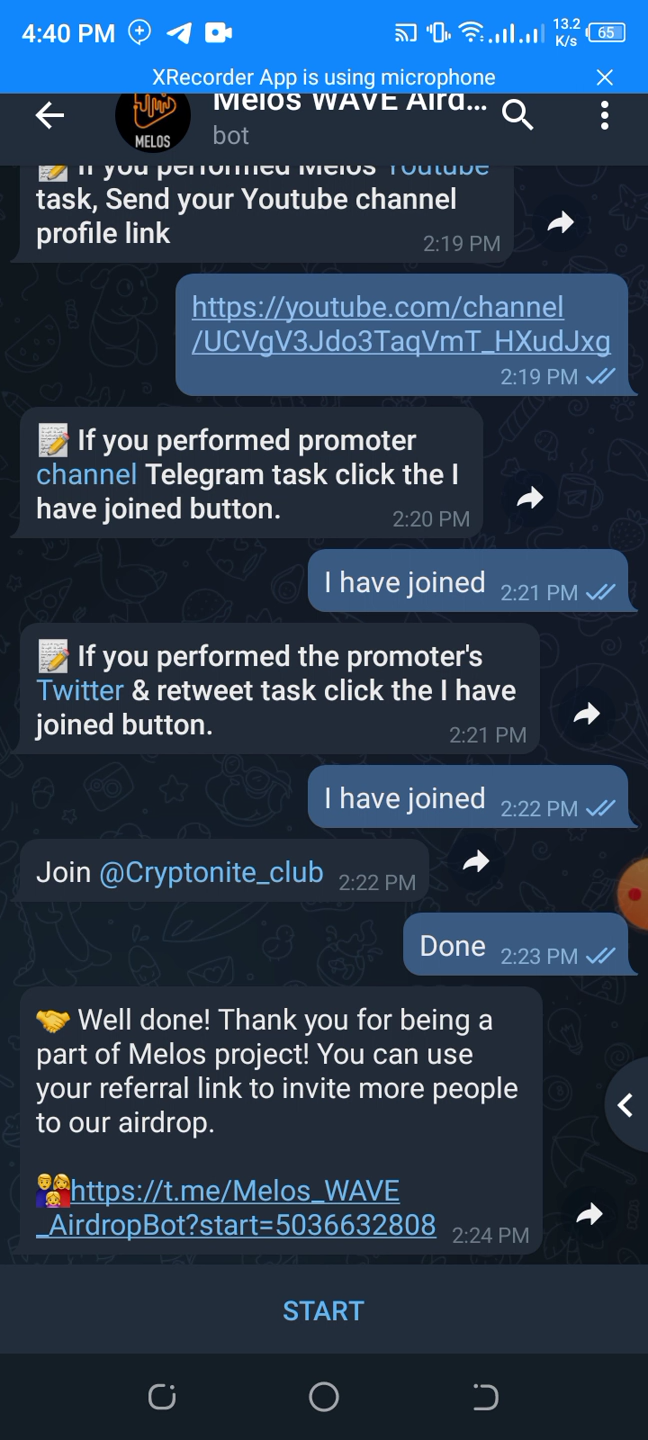 4:40 PM 13.2 K/s 65
XRecorder App is using microphone
Melos WAVE Aird...
MELOS
bot
If you performed Melos Youtube
task, Send your Youtube channel
profile link
2:19 PM
https://youtube.com/channel
/UCVgV3Jdo3TaqVmT_HXudJxg
2:19 PM
If you performed promoter
channel Telegram task click the I
have joined button.
2:20 PM
I have joined 2:21 PM
If you performed the promoter's
Twitter & retweet task click the I have
joined button.
2:21 PM
I have joined 2:22 PM
Join @Cryptonite_club 2:22 PM
Done 2:23 PM
Well done! Thank you for being a
part of Melos project! You can use
your referral link to invite more people
to our airdrop.
https://t.me/Melos_WAVE
_AirdropBot?start=5036632808 2:24 PM
START